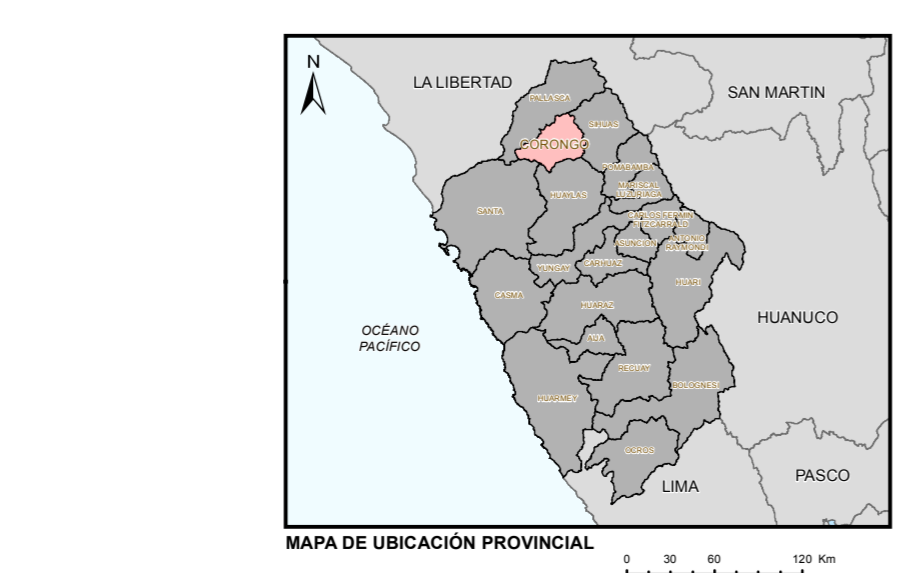 N
LA LIBERTAD
SAN MARTIN
PALLASCA
SIHUAS
CORONGO
POMABAMBA
MARISCAL
LUZURIAGA
HUAYLAS
SANTA
CARLOS FERMIN
FITZCARRALD
ANTONIO
RAYMONDI
ASUNCION
YUNGAY
CARHUAZ
HUARI
CASMA
HUARAZ
HUANUCO
OCÉANO
PACÍFICO
AIJA
RECUAY
BOLOGNESI
HUARMEY
OCROS
PASCO
LIMA
MAPA DE UBICACIÓN PROVINCIAL
0 30 60 120 Km